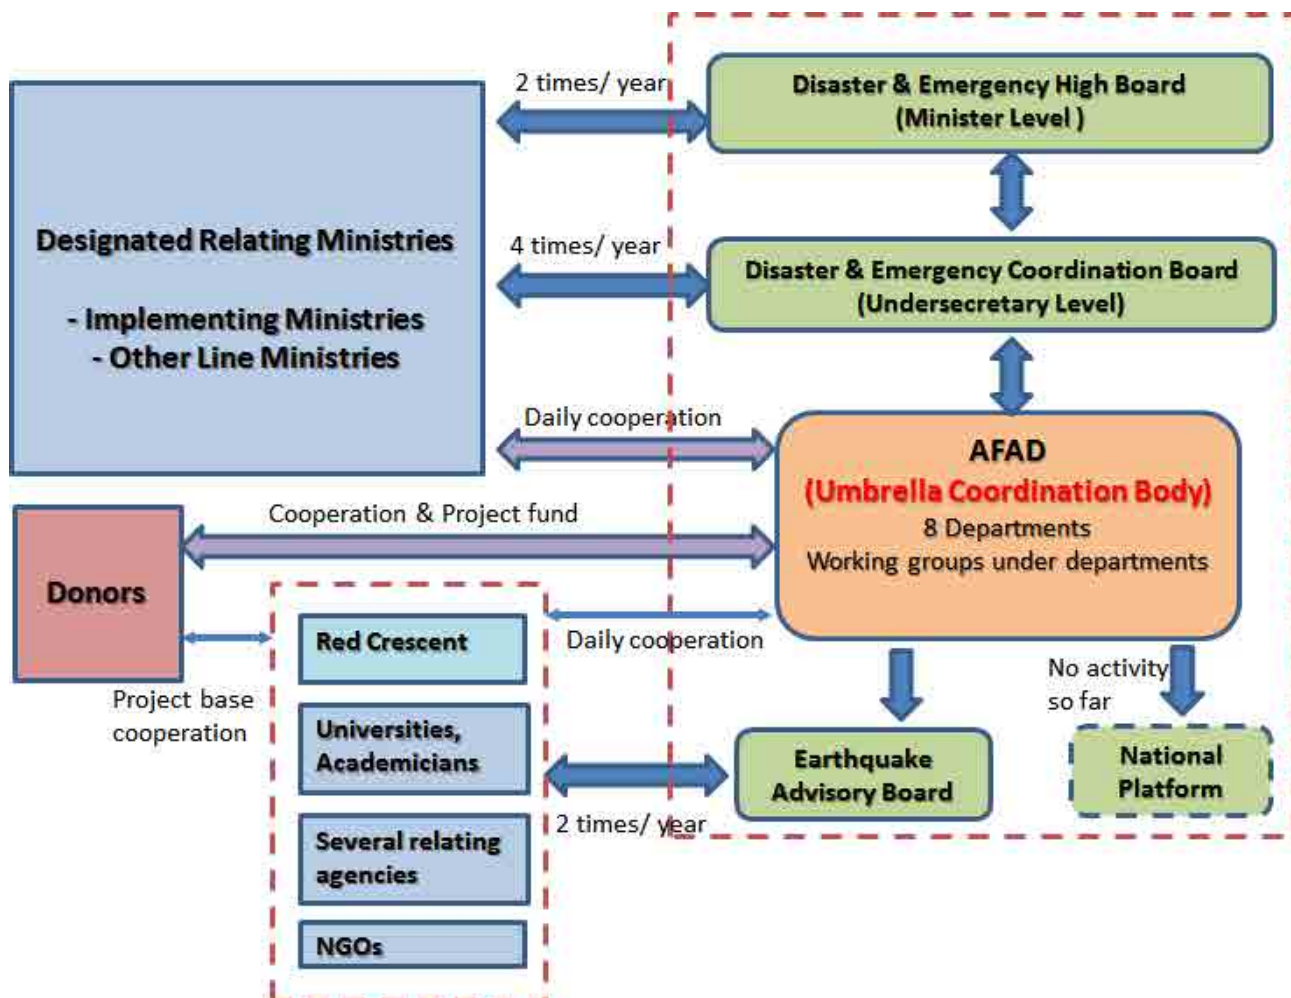 2 times/ year
Disaster & Emergency High Board
(Minister Level )
Designated Relating Ministries
- Implementing Ministries
- Other Line Ministries
4 times/ year
Disaster & Emergency Coordination Board
(Undersecretary Level)
Daily cooperation
AFAD
(Umbrella Coordination Body)
8 Departments
Working groups under departments
Cooperation & Project fund
Donors
Project base
cooperation
Red Crescent
Universities,
Academicians
Several relating
agencies
NGOs
Daily cooperation
2 times/ year
Earthquake
Advisory Board
No activity
so far
National
Platform